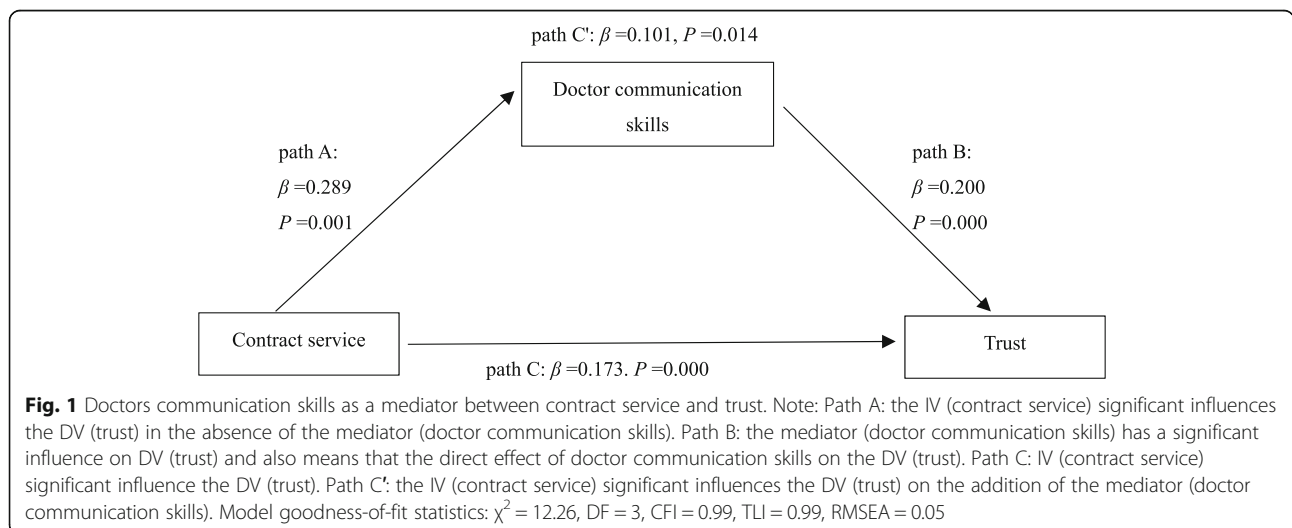 path C': β =0.101, P =0.014
Doctor communication
skills
path A:
β =0.289
P =0.001
path B:
β =0.200
P =0.000
Contract service
Trust
path C: β =0.173. P =0.000
Fig. 1 Doctors communication skills as a mediator between contract service and trust. Note: Path A: the IV (contract service) significant influences
the DV (trust) in the absence of the mediator (doctor communication skills). Path B: the mediator (doctor communication skills) has a significant
influence on DV (trust) and also means that the direct effect of doctor communication skills on the DV (trust). Path C: IV (contract service)
significant influence the DV (trust). Path C′: the IV (contract service) significant influences the DV (trust) on the addition of the mediator (doctor
communication skills). Model goodness-of-fit statistics: χ² = 12.26, DF = 3, CFI = 0.99, TLI = 0.99, RMSEA = 0.05